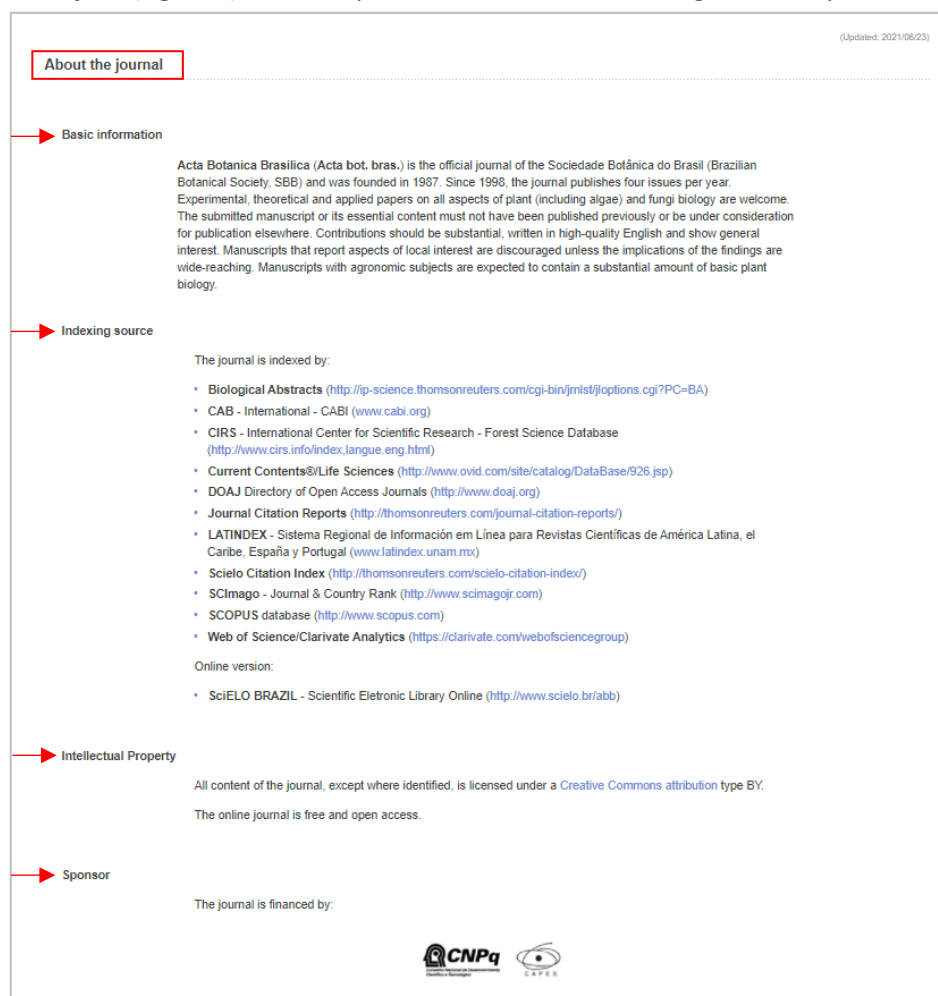 (Updated: 2021/06/23)
About the journal
Basic information
Acta Botanica Brasilica (Acta bot. bras.) is the official journal of the Sociedade Botânica do Brasil (Brazilian
Botanical Society, SBB) and was founded in 1987. Since 1998, the journal publishes four issues per year.
Experimental, theoretical and applied papers on all aspects of plant (including algae) and fungi biology are welcome.
The submitted manuscript or its essential content must not have been published previously or be under consideration
for publication elsewhere. Contributions should be substantial, written in high-quality English and show general
interest. Manuscripts that report aspects of local interest are discouraged unless the implications of the findings are
wide-reaching. Manuscripts with agronomic subjects are expected to contain a substantial amount of basic plant
biology.
Indexing source
The journal is indexed by:
• Biological Abstracts (http://ip-science.thomsonreuters.com/cgi-bin/jrnlst/jloptions.cgi?PC=BA)
• CAB - International - CABI (www.cabi.org)
• CIRS - International Center for Scientific Research - Forest Science Database
(http://www.cirs.info/index,langue.eng.html)
• Current Contents®/Life Sciences (http://www.ovid.com/site/catalog/DataBase/926.jsp)
• DOAJ Directory of Open Access Journals (http://www.doaj.org)
• Journal Citation Reports (http://thomsonreuters.com/journal-citation-reports/)
• LATINDEX - Sistema Regional de Información em Línea para Revistas Científicas de América Latina, el
Caribe, España y Portugal (www.latindex.unam.mx)
• Scielo Citation Index (http://thomsonreuters.com/scielo-citation-index/)
• SCImago - Journal & Country Rank (http://www.scimagojr.com)
• SCOPUS database (http://www.scopus.com)
• Web of Science/Clarivate Analytics (https://clarivate.com/webofsciencegroup)
Online version:
• SciELO BRAZIL - Scientific Eletronic Library Online (http://www.scielo.br/abb)
Intellectual Property
All content of the journal, except where identified, is licensed under a Creative Commons attribution type BY.
The online journal is free and open access.
Sponsor
The journal is financed by:
CNPq
Conselho Nacional de Desenvolvimento
Científico e Tecnológico
CAPES